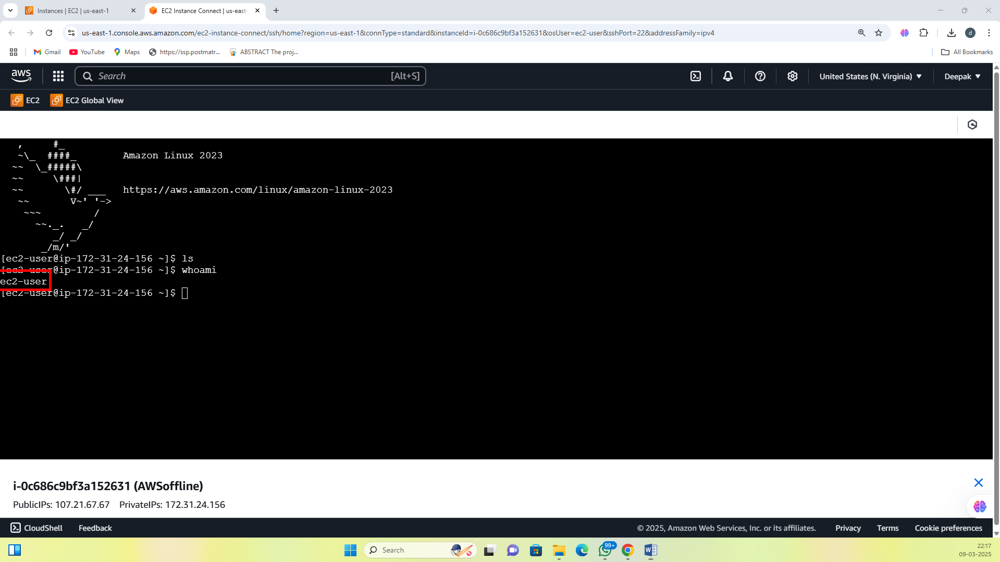 Instances | EC2 | us-east-1
EC2 Instance Connect | us-east-
us-east-1.console.aws.amazon.com/ec2-instance-connect/ssh/home?region=us-east-1&connType=standard&instanceId=i-0c686c9bf3a152631&osUser=ec2-user&sshPort=22&addressFamily=ipv4
d
Gmail YouTube Maps https://ssp.postmatr... ABSTRACT The proj... All Bookmarks
aws Search [Alt+S] United States (N. Virginia) Deepak
EC2 EC2 Global View
   ,     #_
   ~\_  ####_        Amazon Linux 2023
  ~~  \_#####\
  ~~     \###|
  ~~       \#/ ___   https://aws.amazon.com/linux/amazon-linux-2023
   ~~       V~' '->
    ~~~         /
      ~~._.   _/
         _/ _/
       _/m/'
[ec2-user@ip-172-31-24-156 ~]$ ls
[ec2-user@ip-172-31-24-156 ~]$ whoami
ec2-user
[ec2-user@ip-172-31-24-156 ~]$
i-0c686c9bf3a152631 (AWSoffline)
PublicIPs: 107.21.67.67 PrivateIPs: 172.31.24.156
CloudShell Feedback © 2025, Amazon Web Services, Inc. or its affiliates. Privacy Terms Cookie preferences
Search 99+ W 22:17
09-03-2025